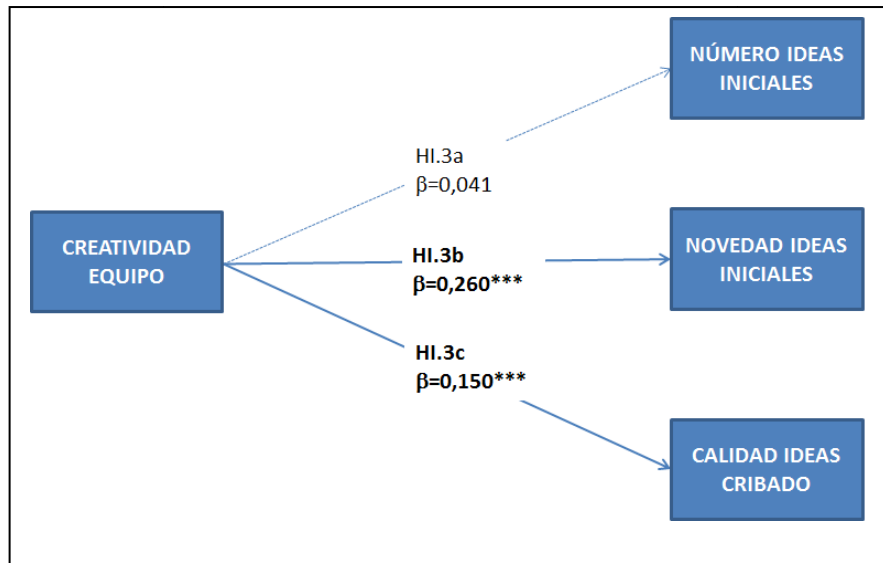 NÚMERO IDEAS
INICIALES
HI.3a
β=0,041
CREATIVIDAD
EQUIPO
HI.3b
β=0,260***
NOVEDAD IDEAS
INICIALES
HI.3c
β=0,150***
CALIDAD IDEAS
CRIBADO